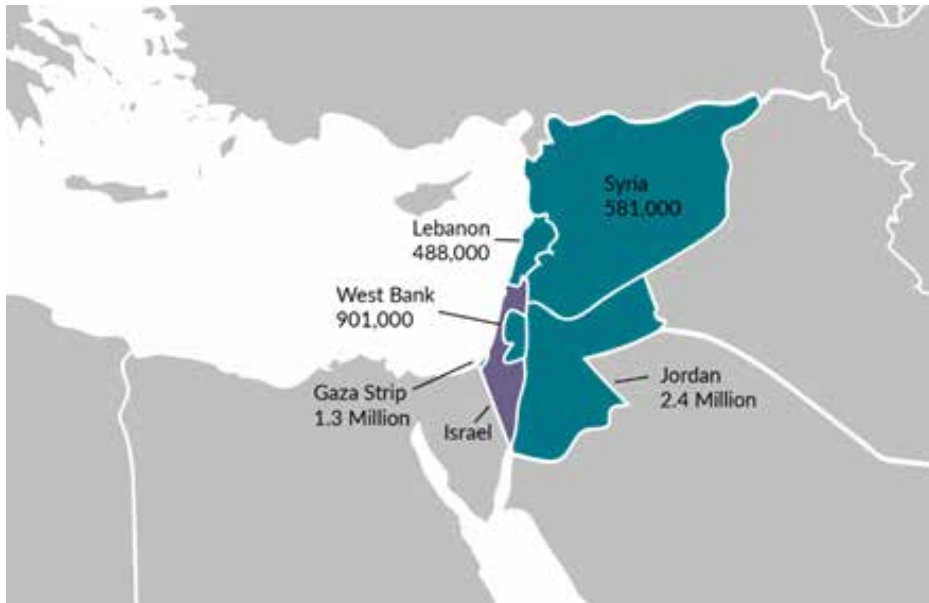 Syria
581,000
Lebanon
488,000
West Bank
901,000
Gaza Strip
1.3 Million
Israel
Jordan
2.4 Million